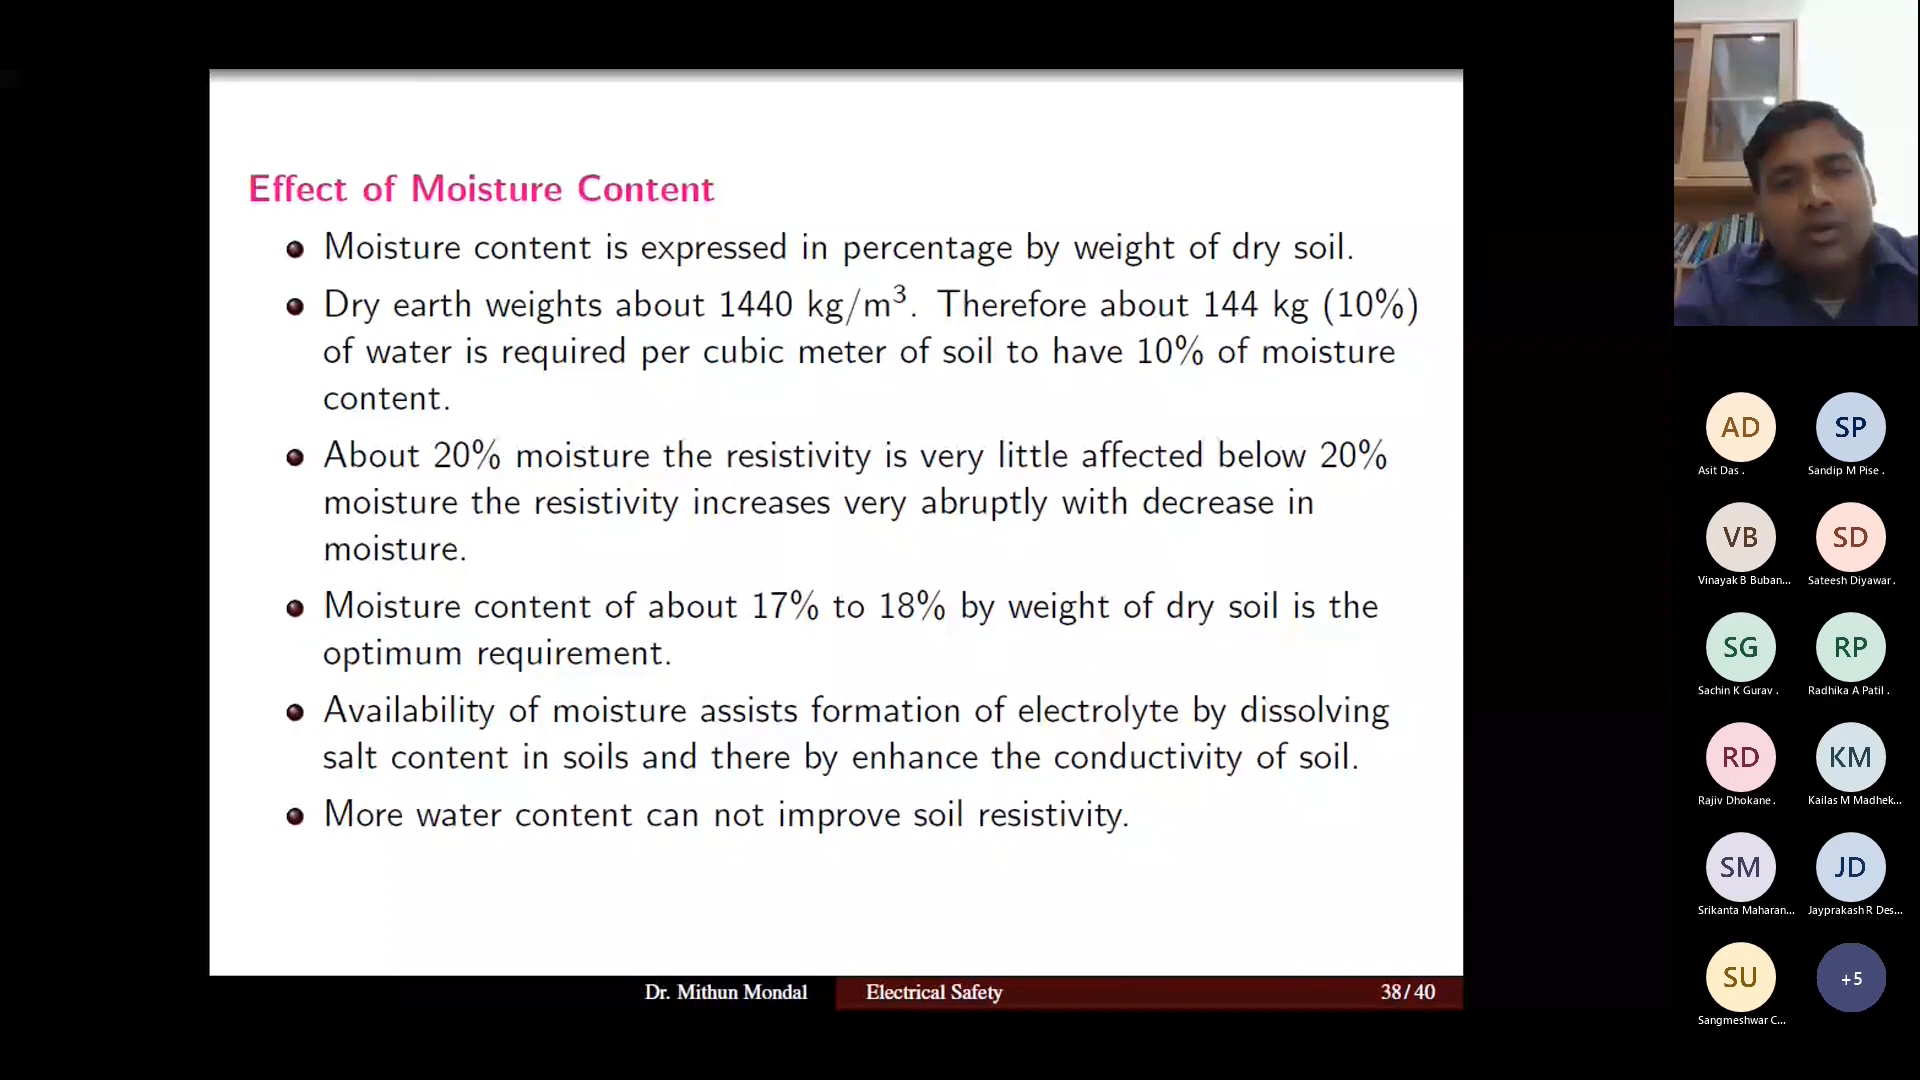 Effect of Moisture Content
Moisture content is expressed in percentage by weight of dry soil.
Dry earth weights about 1440 kg/m³. Therefore about 144 kg (10%)
of water is required per cubic meter of soil to have 10% of moisture
content.
About 20% moisture the resistivity is very little affected below 20%
moisture the resistivity increases very abruptly with decrease in
moisture.
Moisture content of about 17% to 18% by weight of dry soil is the
optimum requirement.
Availability of moisture assists formation of electrolyte by dissolving
salt content in soils and there by enhance the conductivity of soil.
More water content can not improve soil resistivity.
Dr. Mithun Mondal
Electrical Safety
38/40
AD
SP
Asit Das .
Sandip M Pise .
VB
SD
Vinayak B Buban...
Sateesh Diyawar .
SG
RP
Sachin K Gurav .
Radhika A Patil .
RD
KM
Rajiv Dhokane .
Kailas M Madhek...
SM
JD
Srikanta Maharan...
Jayprakash R Des...
SU
+5
Sangmeshwar C...